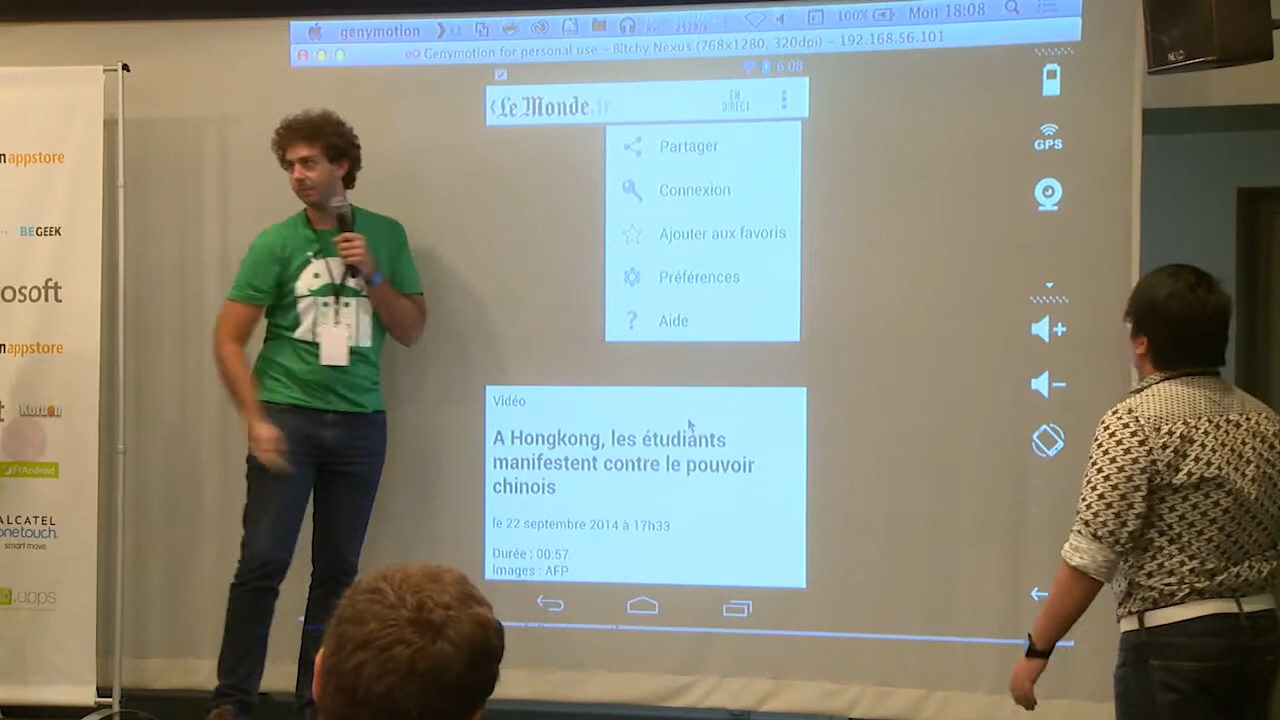 genymotion
100%
Mon 18:08
Genymotion for personal use – Bitchy Nexus (768x1280, 320dpi) – 192.168.56.101
6:08
Le Monde.fr
EN
DIRECT
Partager
Connexion
Ajouter aux favoris
Préférences
? Aide
Vidéo
A Hongkong, les étudiants
manifestent contre le pouvoir
chinois
le 22 septembre 2014 à 17h33
Durée : 00:57
Images : AFP
GPS
n appstore
BEGEEK
osoft
n appstore
FrAndroid
ALCATEL
onetouch.
smart move.
.apps